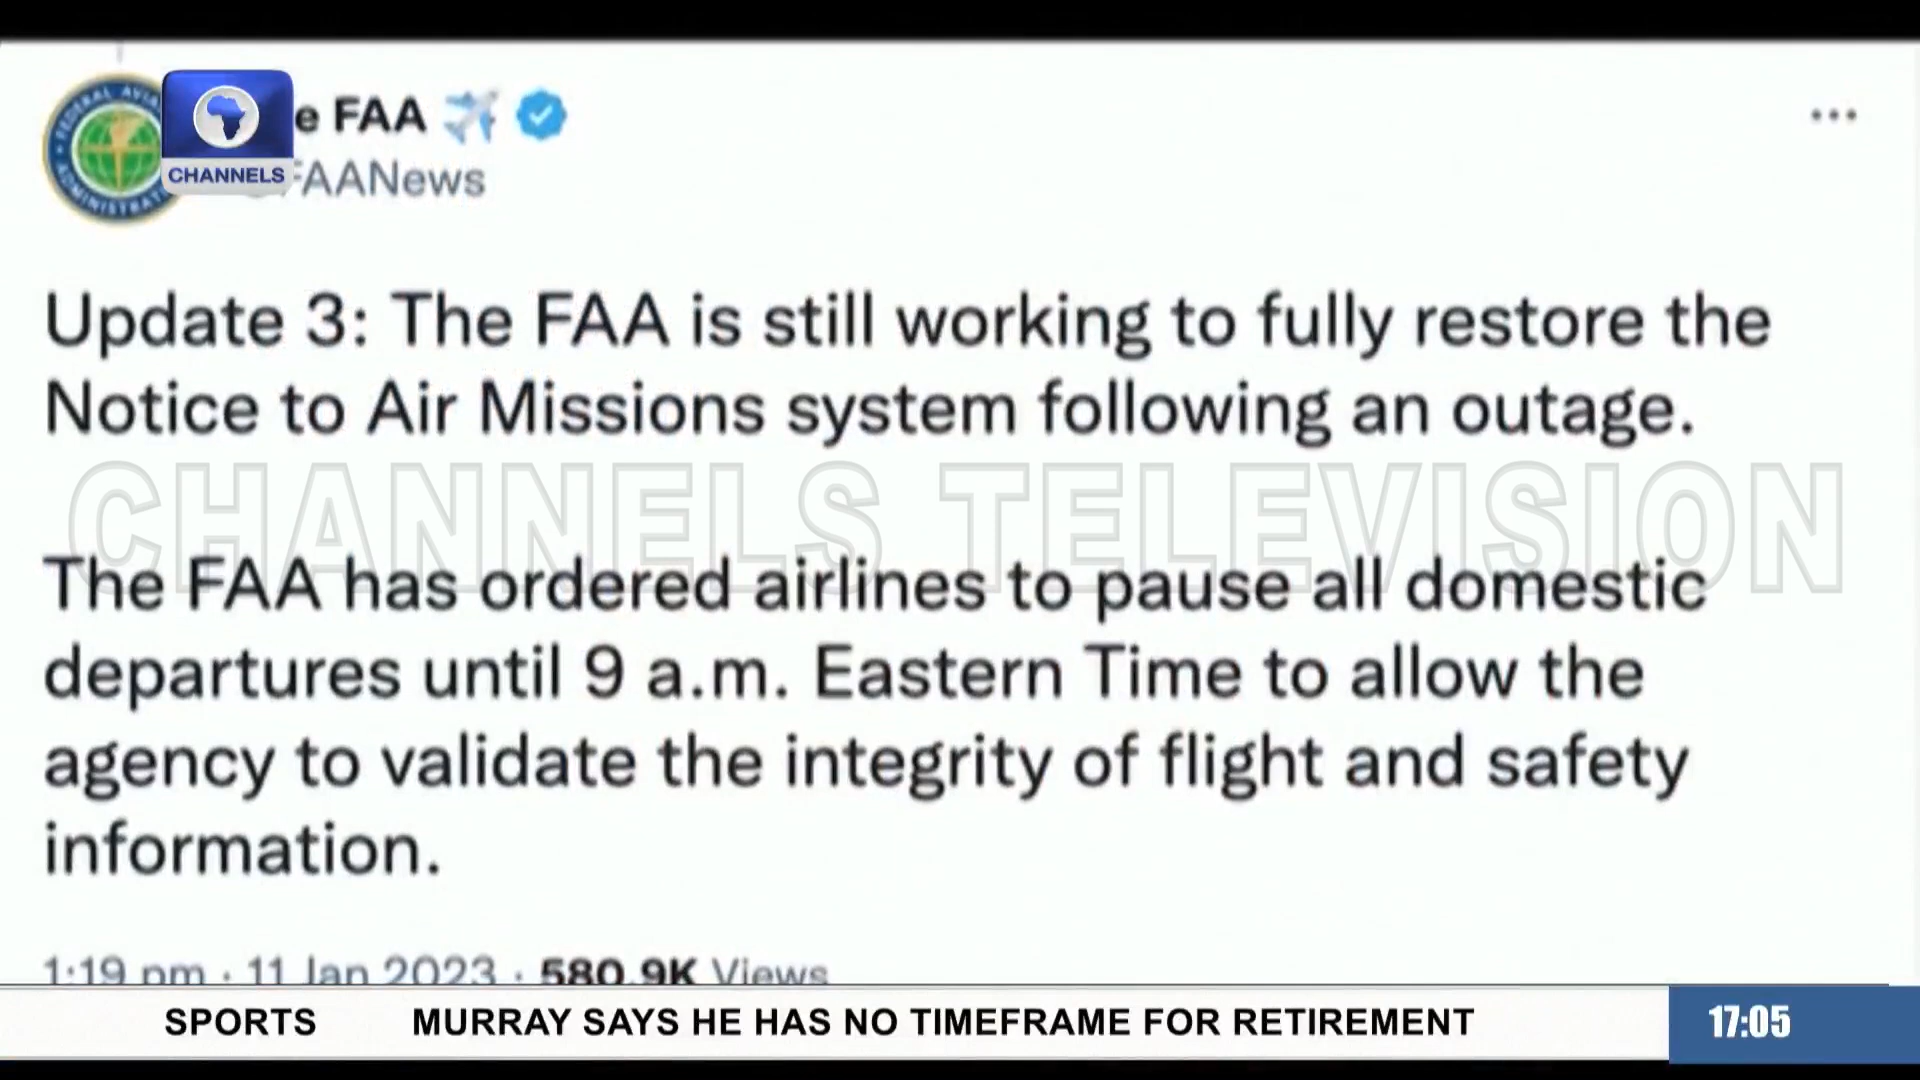 FEDERAL AVIA
ADMINISTRAT
CHANNELS
e FAA
FAANews
Update 3: The FAA is still working to fully restore the
Notice to Air Missions system following an outage.
CHANNELS TELEVISION
The FAA has ordered airlines to pause all domestic
departures until 9 a.m. Eastern Time to allow the
agency to validate the integrity of flight and safety
information.
1:19 pm · 11 Jan 2023 · 580.9K Views
SPORTS MURRAY SAYS HE HAS NO TIMEFRAME FOR RETIREMENT 17:05